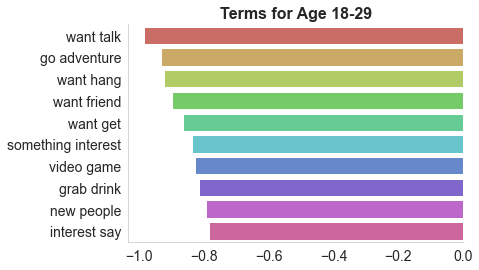 Terms for Age 18-29
want talk
go adventure
want hang
want friend
want get
something interest
video game
grab drink
new people
interest say
−1.0 −0.8 −0.6 −0.4 −0.2 0.0